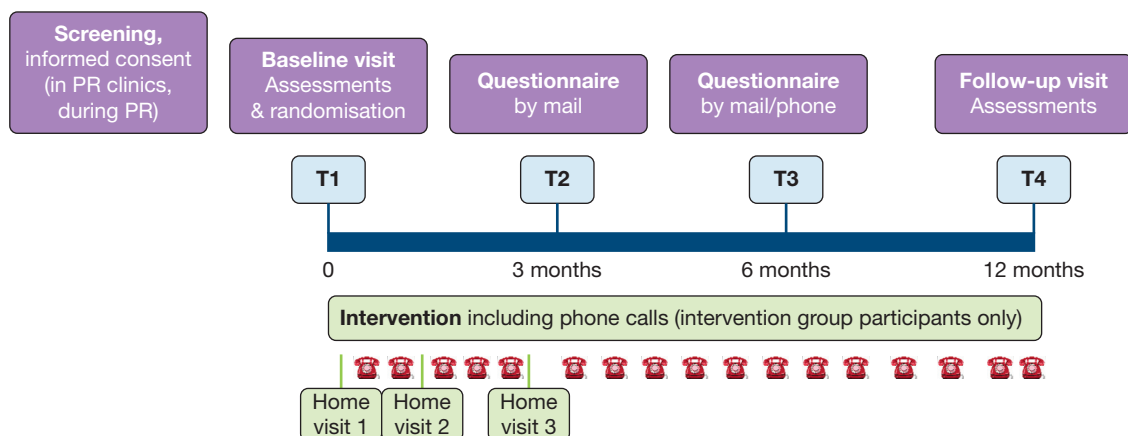 Screening,
informed consent
(in PR clinics,
during PR)
Baseline visit
Assessments
& randomisation
Questionnaire
by mail
Questionnaire
by mail/phone
Follow-up visit
Assessments
T1
T2
T3
T4
0
3 months
6 months
12 months
Intervention including phone calls (intervention group participants only)
Home
visit 1
Home
visit 2
Home
visit 3